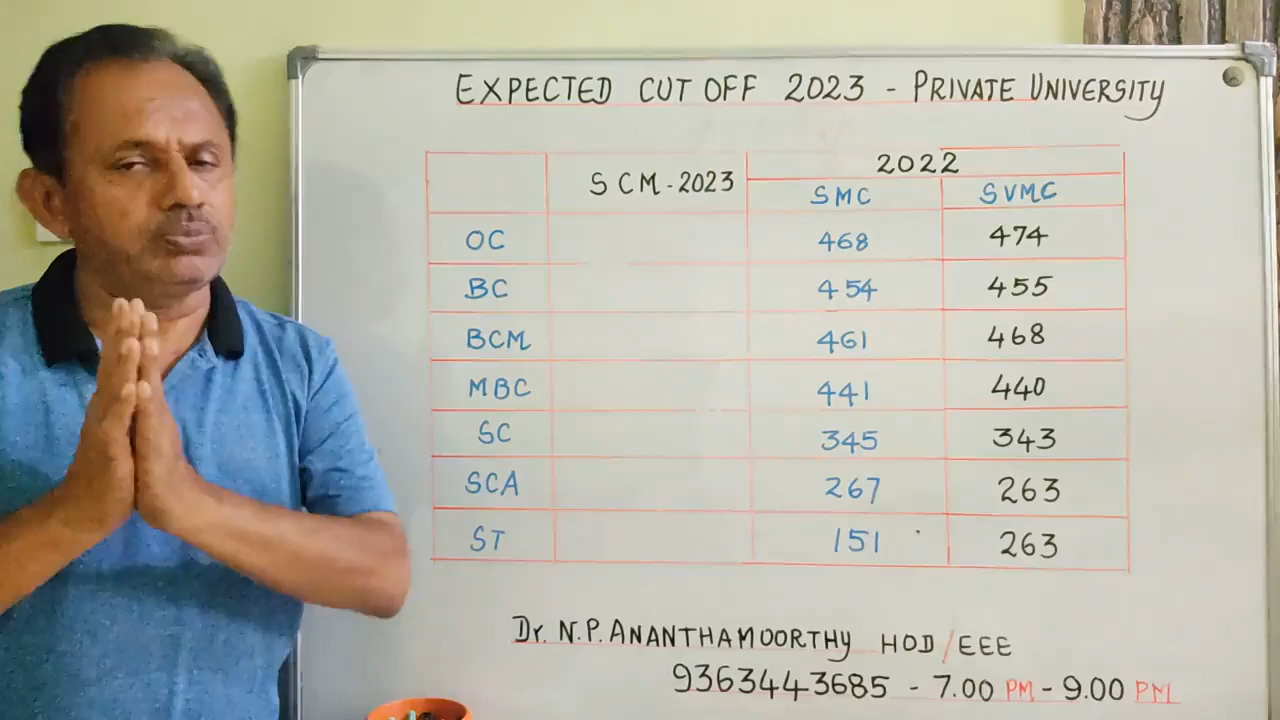 EXPECTED CUT OFF 2023 - PRIVATE UNIVERSITY
SCM-2023 2022
SMC SVMC
OC 468 474
BC 454 455
BCM 461 468
MBC 441 440
SC 345 343
SCA 267 263
ST 151 263
Dr. N.P. ANANTHAMOORTHY HOD/EEE
9363443685 - 7.00 PM - 9.00 PM